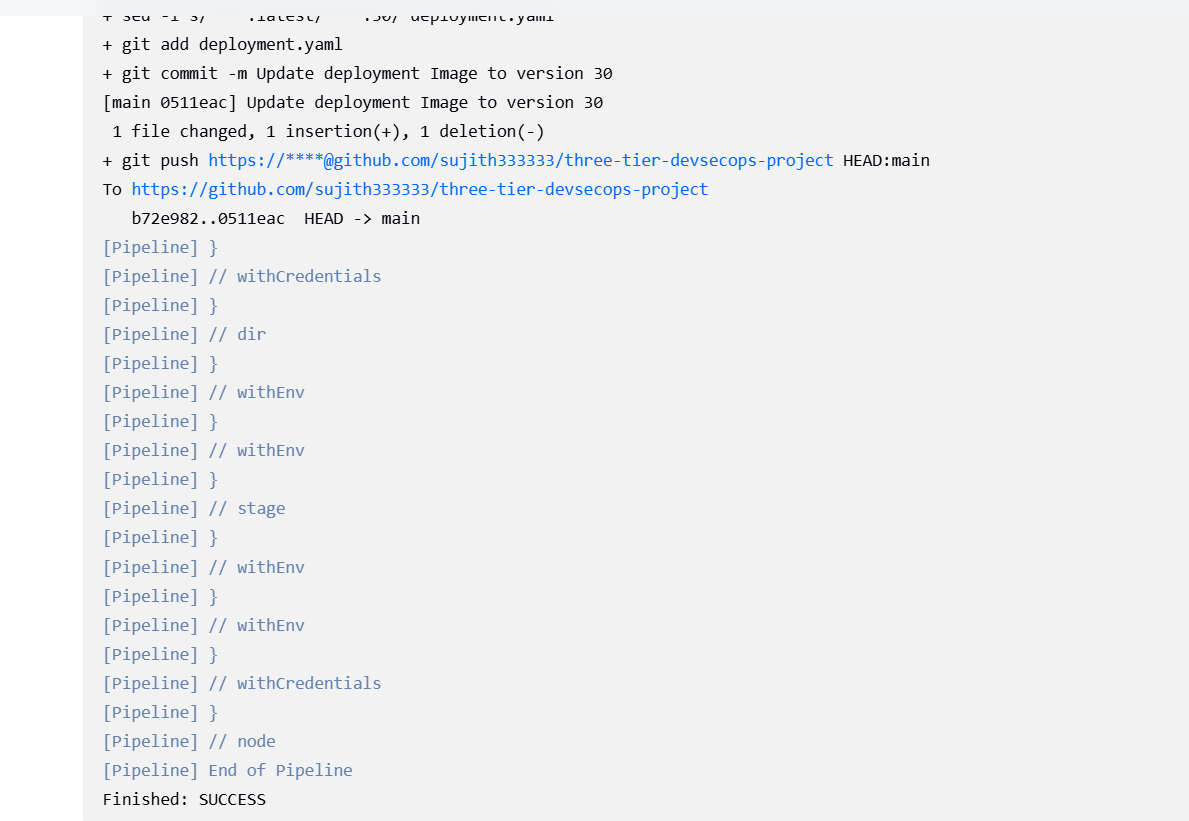 + sed -i s/****:latest/****:30/ deployment.yaml
+ git add deployment.yaml
+ git commit -m Update deployment Image to version 30
[main 0511eac] Update deployment Image to version 30
 1 file changed, 1 insertion(+), 1 deletion(-)
+ git push https://****@github.com/sujith333333/three-tier-devsecops-project HEAD:main
To https://github.com/sujith333333/three-tier-devsecops-project
   b72e982..0511eac  HEAD -> main
[Pipeline] }
[Pipeline] // withCredentials
[Pipeline] }
[Pipeline] // dir
[Pipeline] }
[Pipeline] // withEnv
[Pipeline] }
[Pipeline] // withEnv
[Pipeline] }
[Pipeline] // stage
[Pipeline] }
[Pipeline] // withEnv
[Pipeline] }
[Pipeline] // withEnv
[Pipeline] }
[Pipeline] // withCredentials
[Pipeline] }
[Pipeline] // node
[Pipeline] End of Pipeline
Finished: SUCCESS